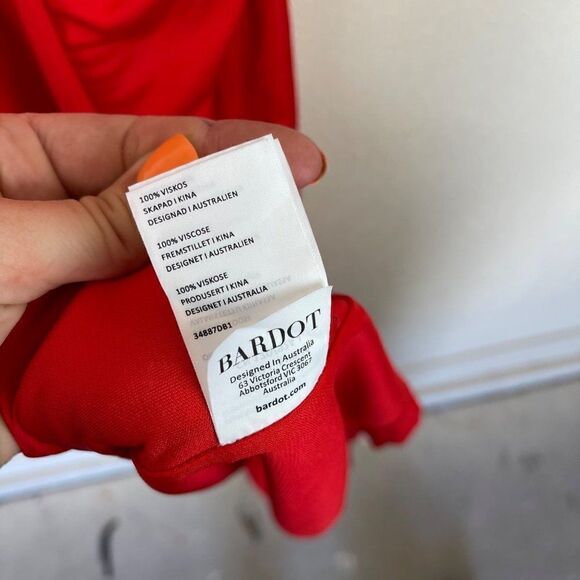 100% VISKOS
SKAPAD I KINA
DESIGNAD I AUSTRALIEN
100% VISCOSE
FREMSTILLET I KINA
DESIGNET I AUSTRALIEN
100% VISKOSE
PRODUSERT I KINA
DESIGNET I AUSTRALIA
34887DB1
BARDOT
Designed in Australia
63 Victoria Crescent
Abbotsford VIC 3067
Australia
bardot.com